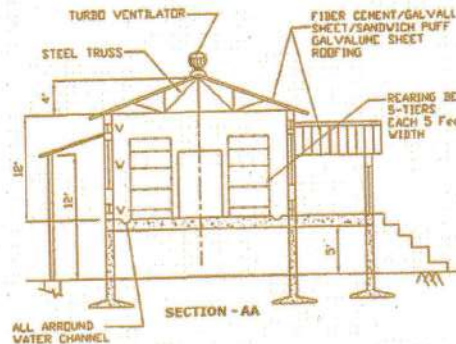 TURBO VENTILATOR
STEEL TRUSS
FIBER CEMENT/GALVALU
SHEET/SANDWICH PUFF
GALVALUME SHEET
ROOFING
REARING BE
5-TIERS
EACH 5 Fee
WIDTH
4'
12'
12'
V
V
V
5'
SECTION - AA
ALL ARROUND
WATER CHANNEL